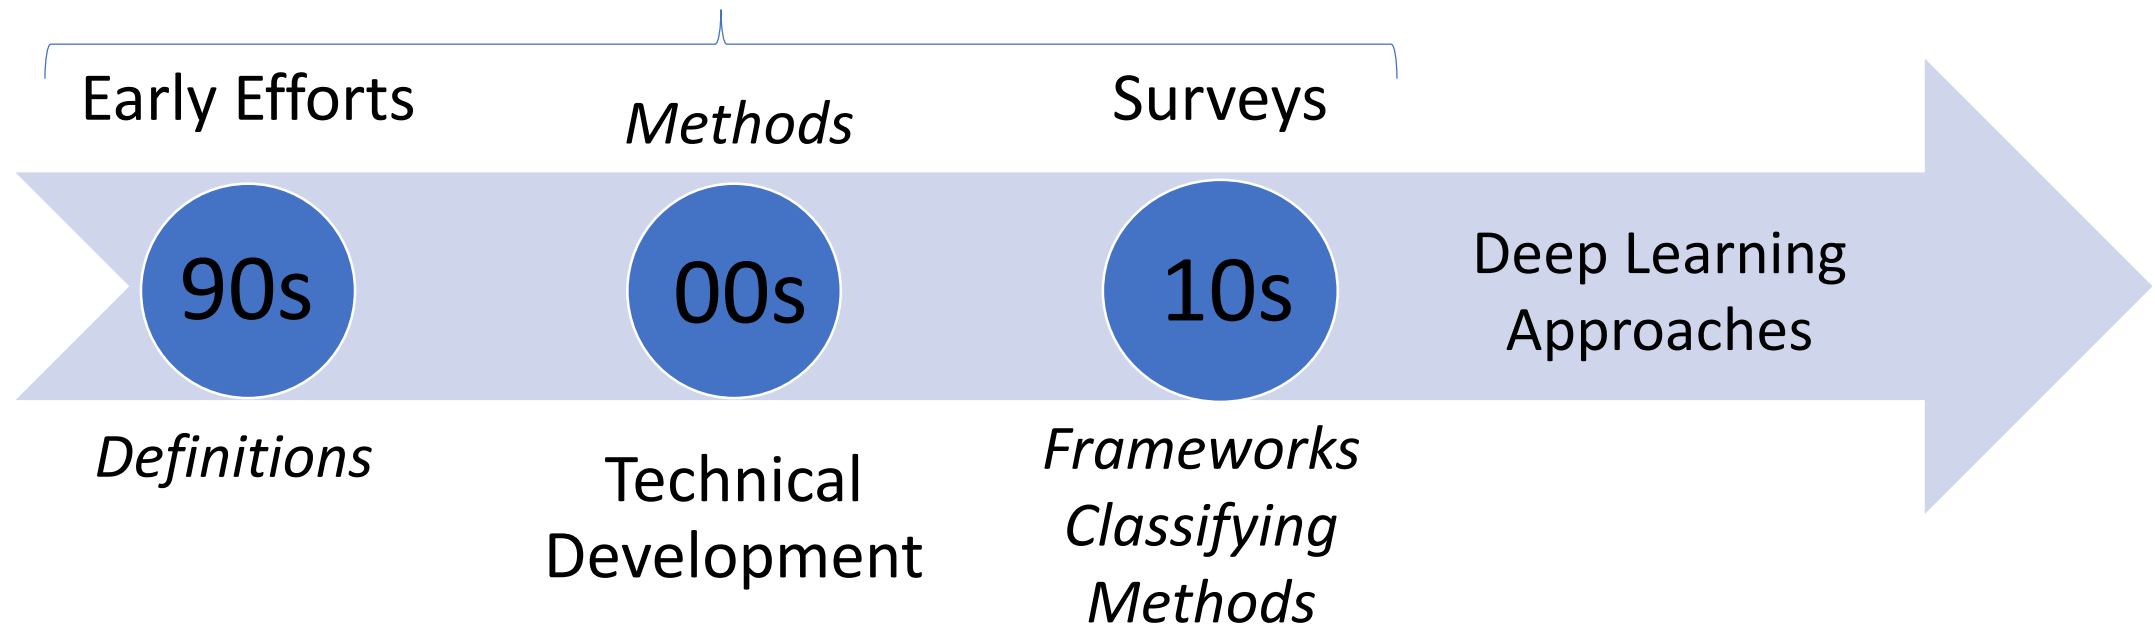 Early Efforts
Methods
Surveys
90s
00s
10s
Deep Learning
Approaches
Definitions
Technical
Development
Frameworks
Classifying
Methods